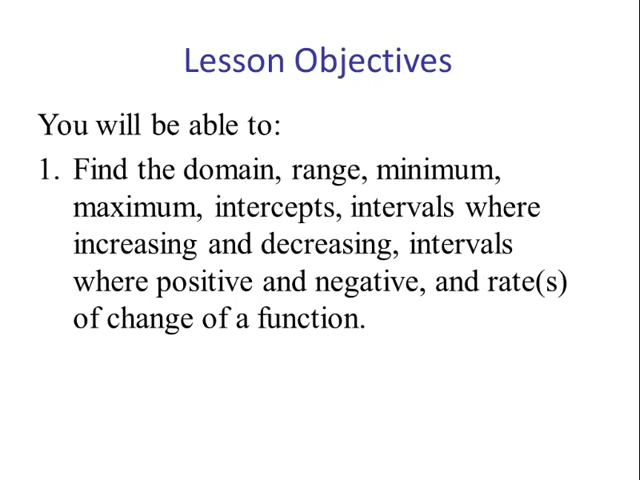 Lesson Objectives
You will be able to:
1. Find the domain, range, minimum,
maximum, intercepts, intervals where
increasing and decreasing, intervals
where positive and negative, and rate(s)
of change of a function.